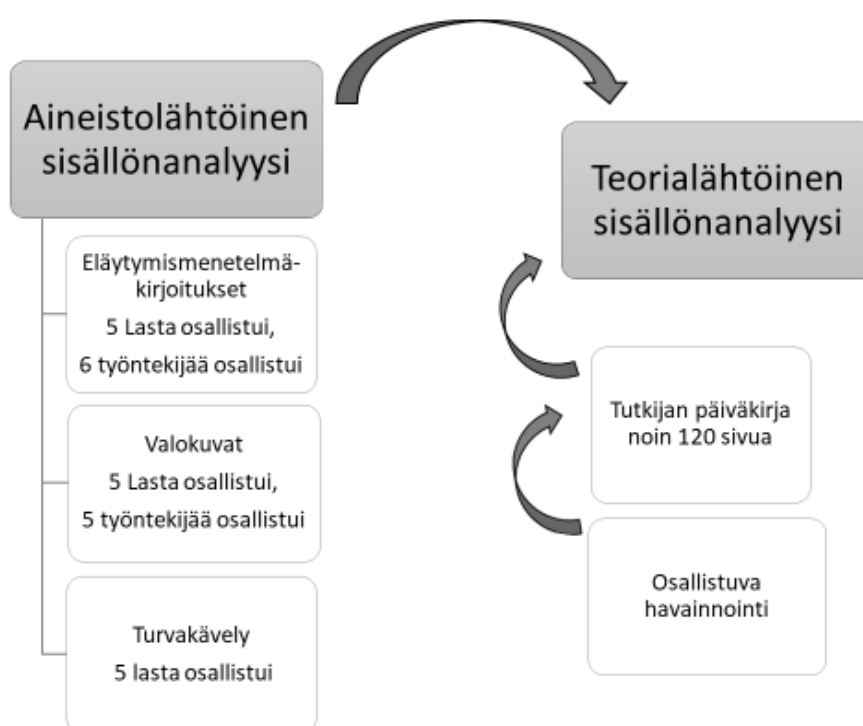 Aineistolähtöinen
sisällönanalyysi
Eläytymismenetelmä-
kirjoitukset
5 Lasta osallistui,
6 työntekijää osallistui
Valokuvat
5 Lasta osallistui,
5 työntekijää osallistui
Turvakävely
5 lasta osallistui
Teorialähtöinen
sisällönanalyysi
Tutkijan päiväkirja
noin 120 sivua
Osallistuva
havainnointi